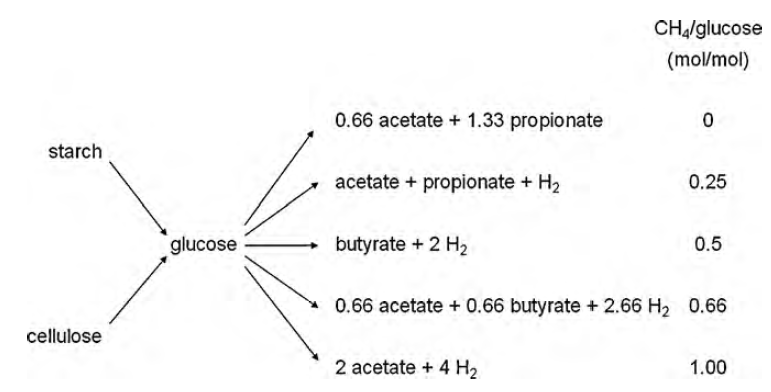 CH₄/glucose
(mol/mol)
0.66 acetate + 1.33 propionate 0
starch
acetate + propionate + H₂ 0.25
glucose
butyrate + 2 H₂ 0.5
0.66 acetate + 0.66 butyrate + 2.66 H₂ 0.66
cellulose
2 acetate + 4 H₂ 1.00